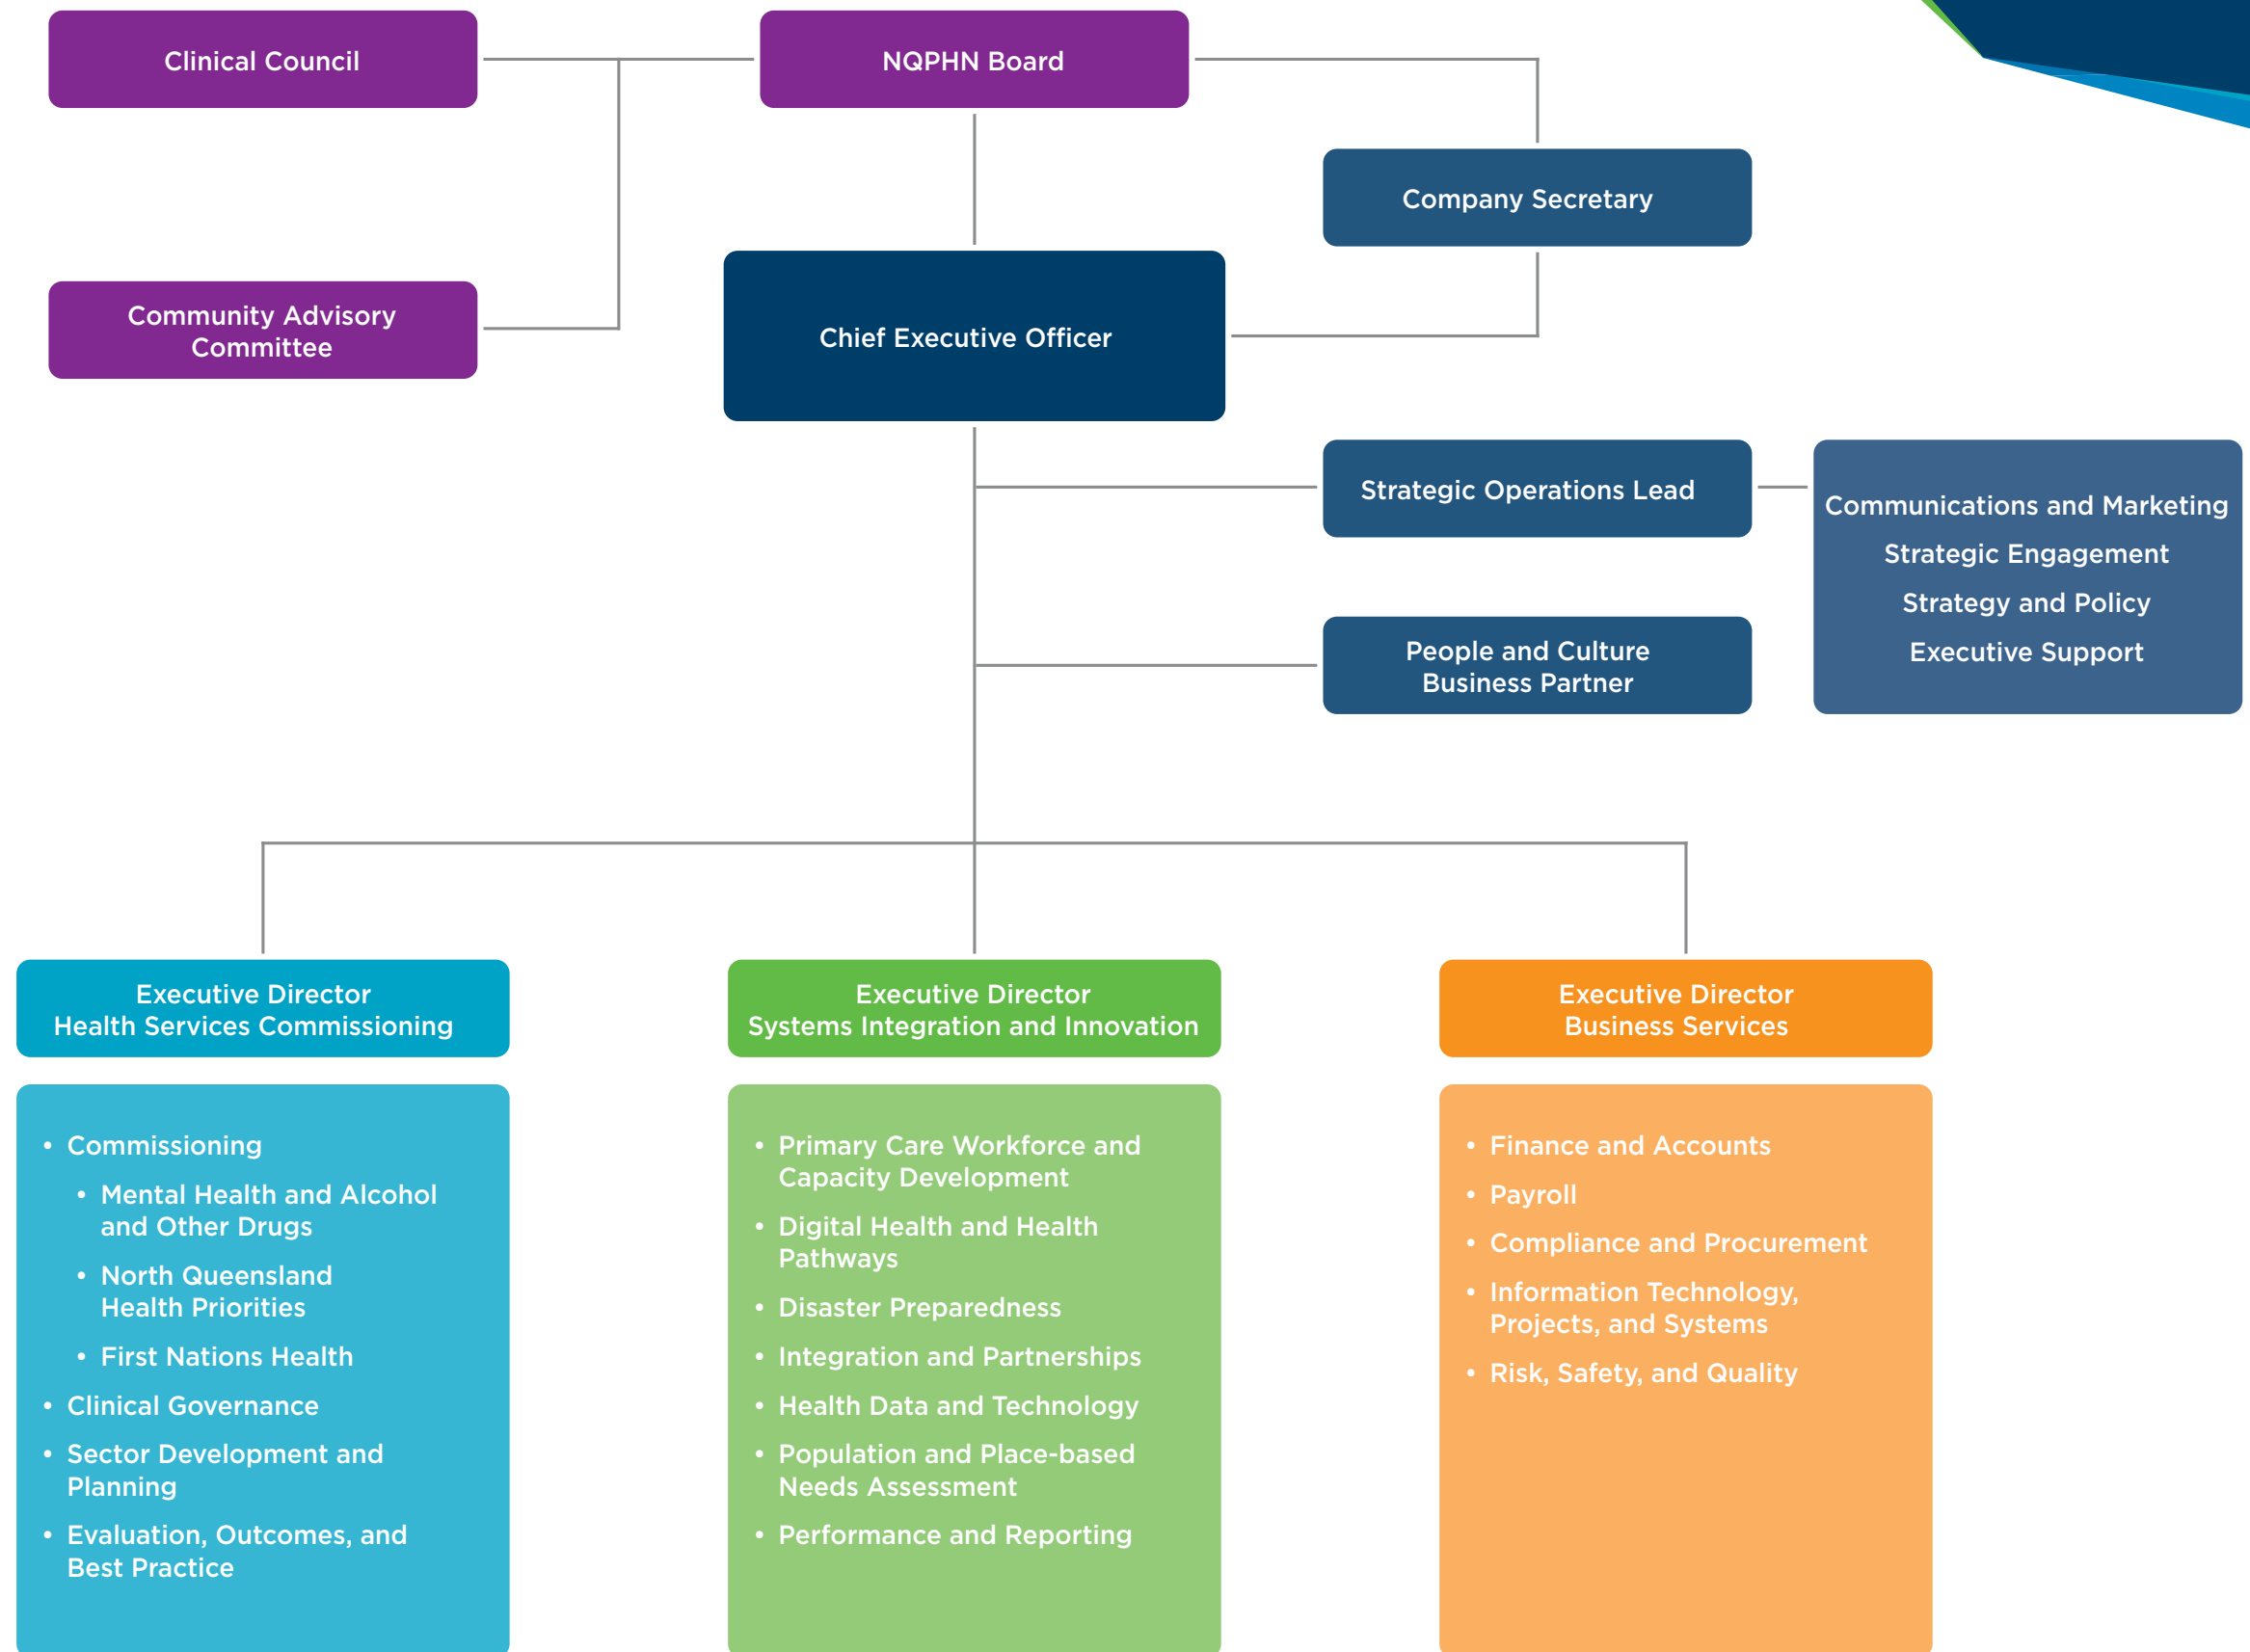 Clinical Council
NQPHN Board
Company Secretary
Community Advisory
Committee
Chief Executive Officer
Strategic Operations Lead
Communications and Marketing
Strategic Engagement
Strategy and Policy
Executive Support
People and Culture
Business Partner
Executive Director
Health Services Commissioning
• Commissioning
• Mental Health and Alcohol
and Other Drugs
• North Queensland
Health Priorities
• First Nations Health
• Clinical Governance
• Sector Development and
Planning
• Evaluation, Outcomes, and
Best Practice
Executive Director
Systems Integration and Innovation
• Primary Care Workforce and
Capacity Development
• Digital Health and Health
Pathways
• Disaster Preparedness
• Integration and Partnerships
• Health Data and Technology
• Population and Place-based
Needs Assessment
• Performance and Reporting
Executive Director
Business Services
• Finance and Accounts
• Payroll
• Compliance and Procurement
• Information Technology,
Projects, and Systems
• Risk, Safety, and Quality